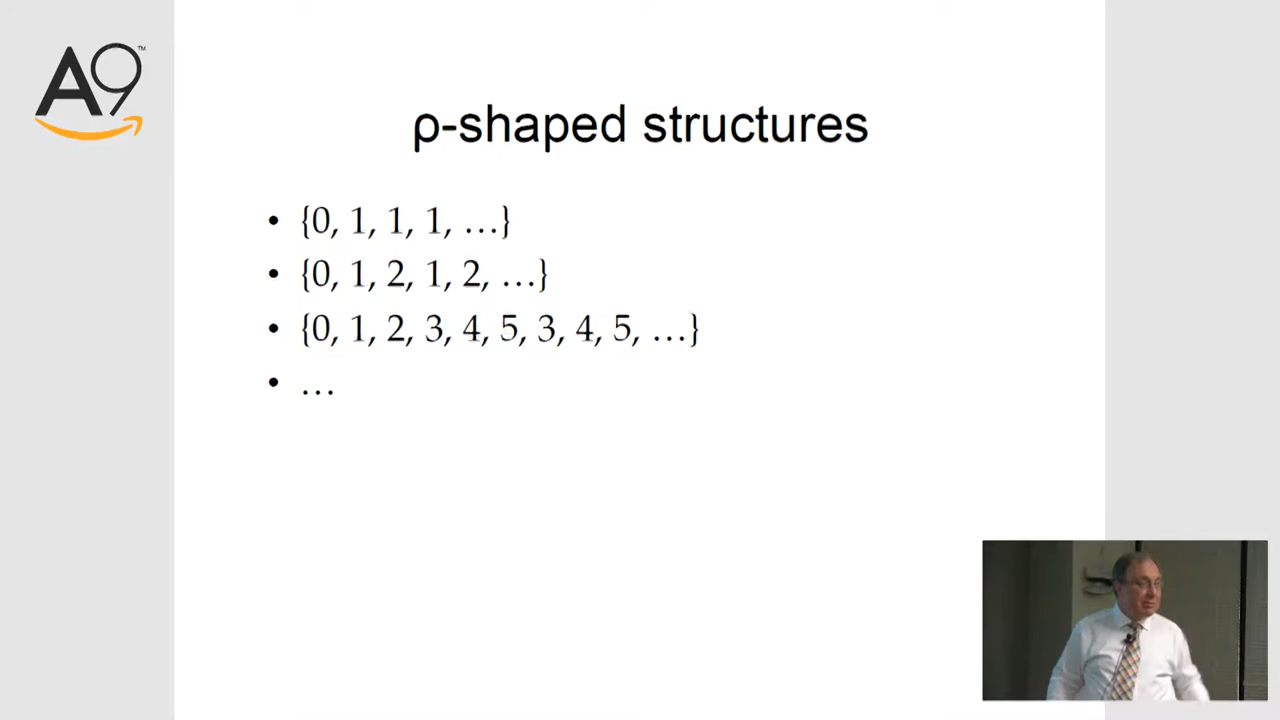 A9™
ρ-shaped structures
• {0, 1, 1, 1, …}
• {0, 1, 2, 1, 2, …}
• {0, 1, 2, 3, 4, 5, 3, 4, 5, …}
• …